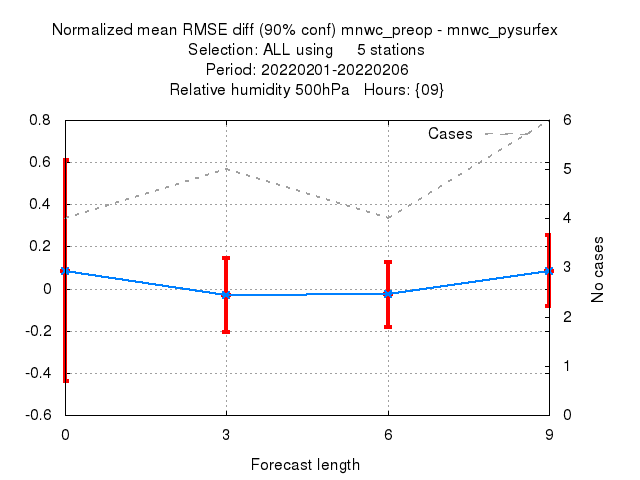 Normalized mean RMSE diff (90% conf) mnwc_preop - mnwc_pysurfex
Selection: ALL using 5 stations
Period: 20220201-20220206
Relative humidity 500hPa Hours: {09}
0.8
0.6
0.4
0.2
0
-0.2
-0.4
-0.6
Cases
6
5
4
3
2
1
0
No cases
0 3 6 9
Forecast length